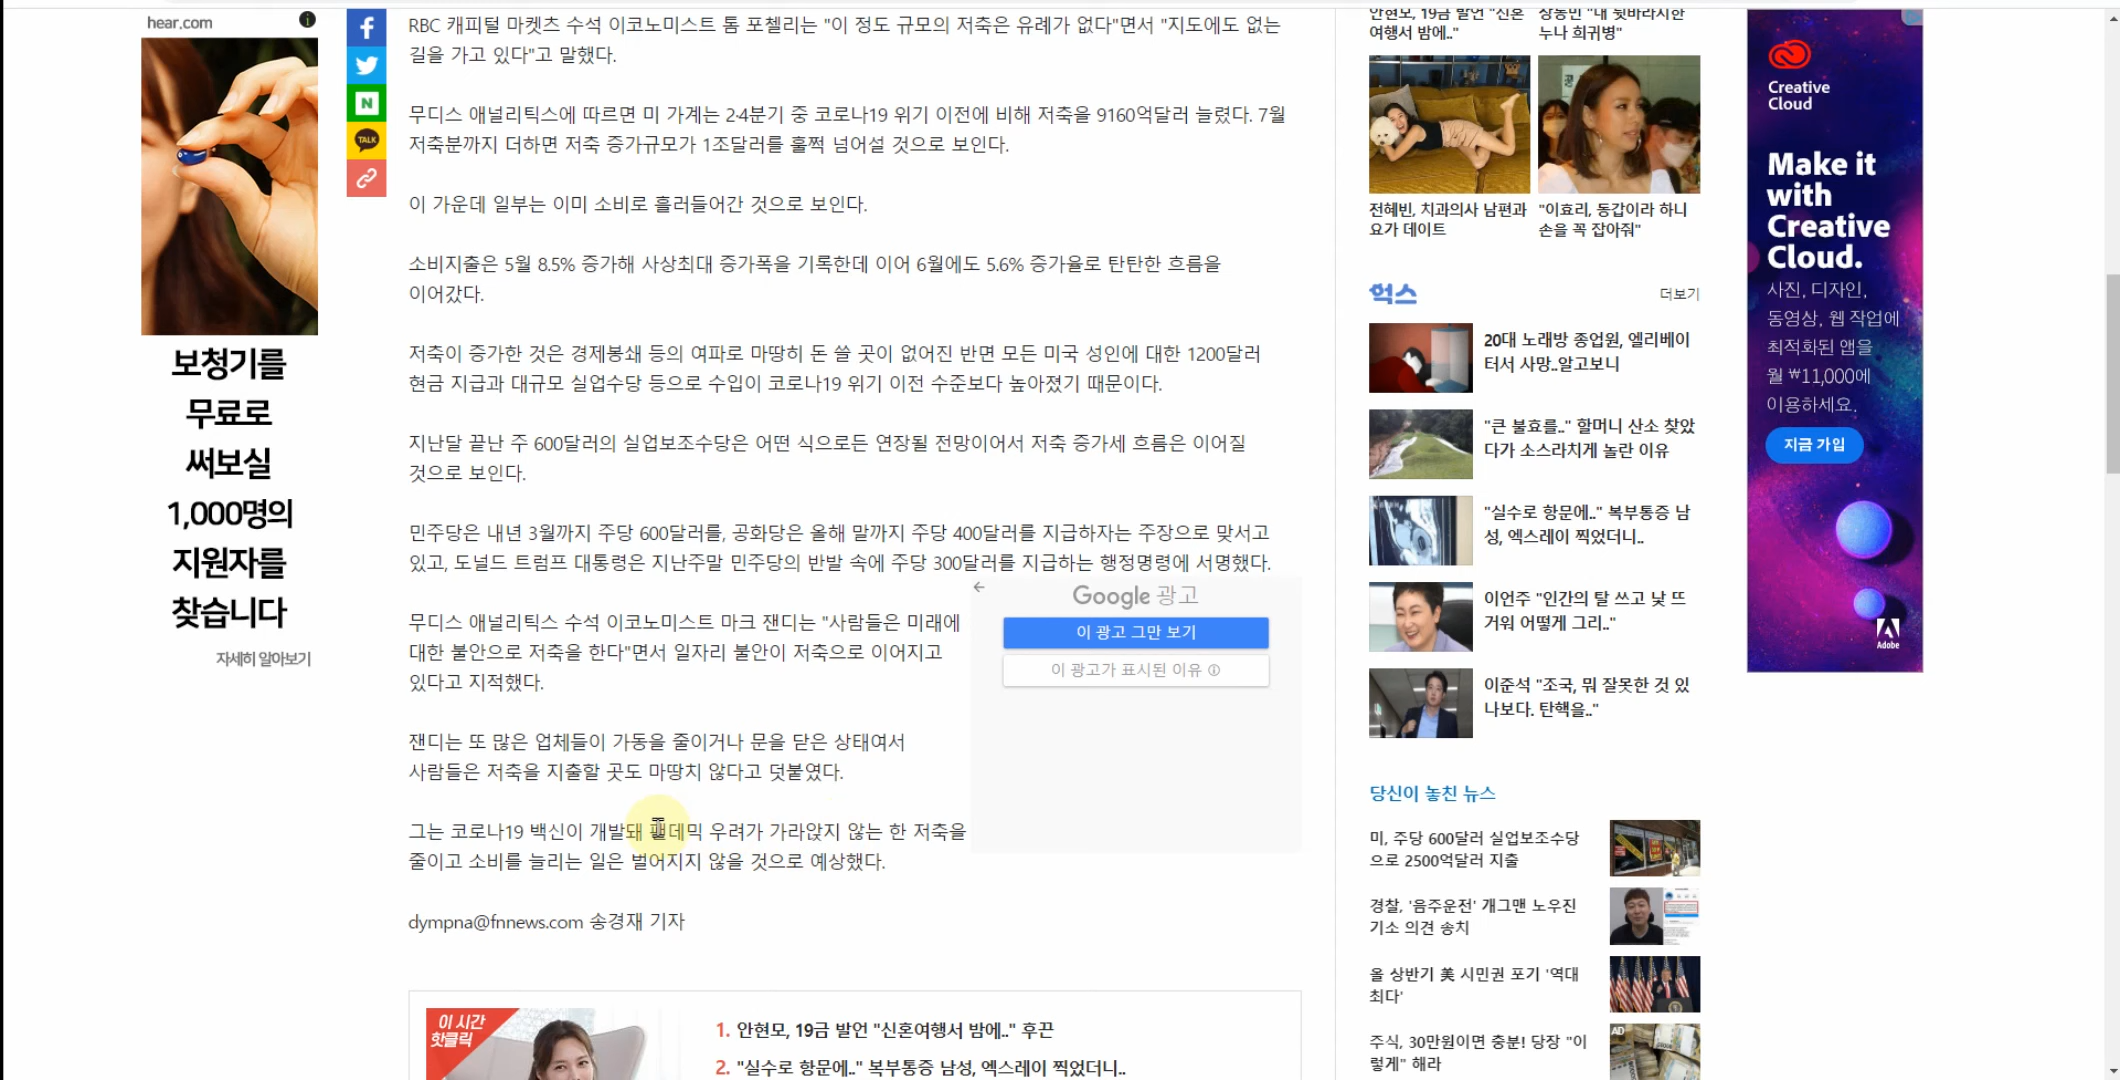 hear.com
보청기를
무료로
써보실
1,000명의
지원자를
찾습니다
자세히 알아보기
TALK
RBC 캐피털 마켓츠 수석 이코노미스트 톰 포첼리는 "이 정도 규모의 저축은 유례가 없다"면서 "지도에도 없는
길을 가고 있다"고 말했다.
무디스 애널리틱스에 따르면 미 가계는 2·4분기 중 코로나19 위기 이전에 비해 저축을 9160억달러 늘렸다. 7월
저축분까지 더하면 저축 증가규모가 1조달러를 훌쩍 넘어설 것으로 보인다.
이 가운데 일부는 이미 소비로 흘러들어간 것으로 보인다.
소비지출은 5월 8.5% 증가해 사상최대 증가폭을 기록한데 이어 6월에도 5.6% 증가율로 탄탄한 흐름을
이어갔다.
저축이 증가한 것은 경제봉쇄 등의 여파로 마땅히 돈 쓸 곳이 없어진 반면 모든 미국 성인에 대한 1200달러
현금 지급과 대규모 실업수당 등으로 수입이 코로나19 위기 이전 수준보다 높아졌기 때문이다.
지난달 끝난 주 600달러의 실업보조수당은 어떤 식으로든 연장될 전망이어서 저축 증가세 흐름은 이어질
것으로 보인다.
민주당은 내년 3월까지 주당 600달러를, 공화당은 올해 말까지 주당 400달러를 지급하자는 주장으로 맞서고
있고, 도널드 트럼프 대통령은 지난주말 민주당의 반발 속에 주당 300달러를 지급하는 행정명령에 서명했다.
무디스 애널리틱스 수석 이코노미스트 마크 잰디는 "사람들은 미래에
대한 불안으로 저축을 한다"면서 일자리 불안이 저축으로 이어지고
있다고 지적했다.
잰디는 또 많은 업체들이 가동을 줄이거나 문을 닫은 상태여서
사람들은 저축을 지출할 곳도 마땅치 않다고 덧붙였다.
그는 코로나19 백신이 개발돼 팬데믹 우려가 가라앉지 않는 한 저축을
줄이고 소비를 늘리는 일은 벌어지지 않을 것으로 예상했다.
dympna@fnnews.com 송경재 기자
Google 광고
이 광고 그만 보기
이 광고가 표시된 이유
이 시간
핫클릭
1. 안현모, 19금 발언 "신혼여행서 밤에.." 후끈
2. "실수로 항문에.." 복부통증 남성, 엑스레이 찍었더니..
안현모, 19금 발언 "신혼
여행서 밤에.."
장동민 "내 뒷바라지한
누나 희귀병"
전혜빈, 치과의사 남편과
요가 데이트
"이효리, 동갑이라 하니
손을 꼭 잡아줘"
헉스
더보기
20대 노래방 종업원, 엘리베이
터서 사망..알고보니
"큰 불효를.." 할머니 산소 찾았
다가 소스라치게 놀란 이유
"실수로 항문에.." 복부통증 남
성, 엑스레이 찍었더니..
이언주 "인간의 탈 쓰고 낯 뜨
거워 어떻게 그리.."
이준석 "조국, 뭐 잘못한 것 있
나보다. 탄핵을.."
당신이 놓친 뉴스
미, 주당 600달러 실업보조수당
으로 2500억달러 지출
경찰, '음주운전' 개그맨 노우진
기소 의견 송치
올 상반기 美 시민권 포기 '역대
최다'
주식, 30만원이면 충분! 당장 "이
렇게" 해라
AD
Creative
Cloud
Make it
with
Creative
Cloud.
사진, 디자인,
동영상, 웹 작업에
최적화된 앱을
월 ₩11,000에
이용하세요.
지금 가입
Adobe